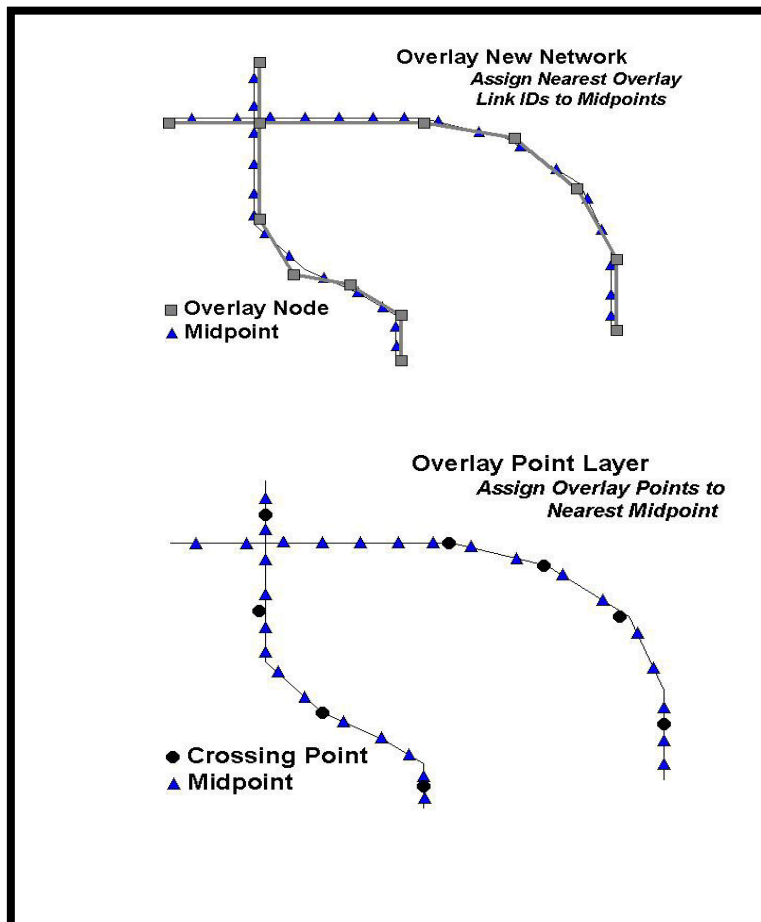 Overlay New Network
Assign Nearest Overlay
Link IDs to Midpoints
Overlay Node
Midpoint
Overlay Point Layer
Assign Overlay Points to
Nearest Midpoint
Crossing Point
Midpoint